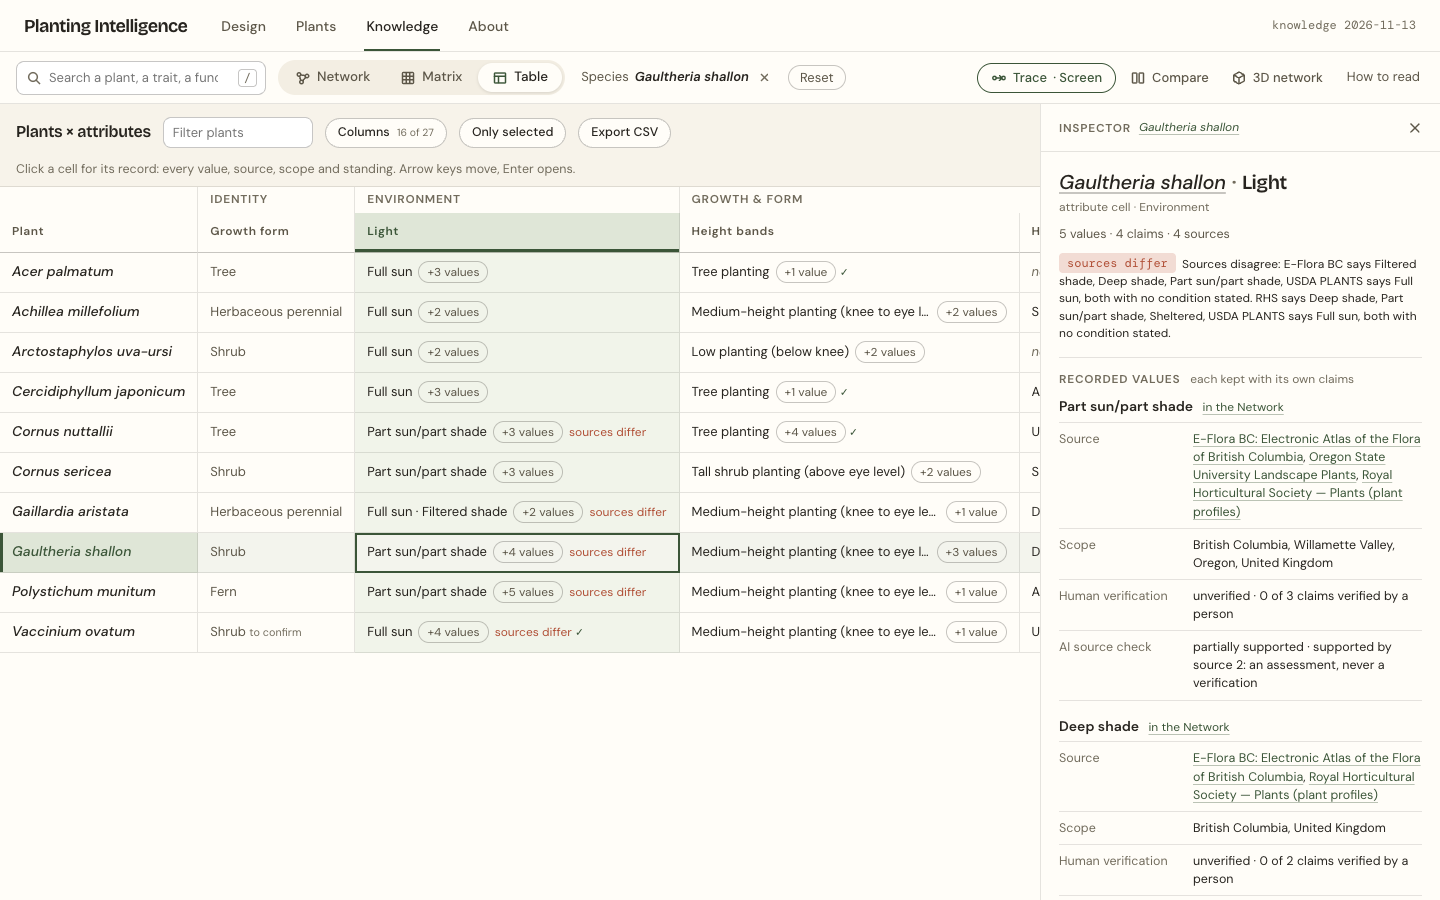 Planting Intelligence Design Plants Knowledge About knowledge 2026-11-13
Search a plant, a trait, a func / Network Matrix Table Species Gaultheria shallon × Reset Trace · Screen Compare 3D network How to read
Plants × attributes Filter plants Columns 16 of 27 Only selected Export CSV
Click a cell for its record: every value, source, scope and standing. Arrow keys move, Enter opens.
IDENTITY ENVIRONMENT GROWTH & FORM
Plant Growth form Light Height bands H
Acer palmatum Tree Full sun +3 values Tree planting +1 value ✓
Achillea millefolium Herbaceous perennial Full sun +2 values Medium-height planting (knee to eye l... +2 values S
Arctostaphylos uva-ursi Shrub Full sun +2 values Low planting (below knee) +2 values
Cercidiphyllum japonicum Tree Full sun +3 values Tree planting +1 value ✓ A
Cornus nuttallii Tree Part sun/part shade +3 values sources differ Tree planting +4 values ✓ U
Cornus sericea Shrub Part sun/part shade +3 values Tall shrub planting (above eye level) +2 values S
Gaillardia aristata Herbaceous perennial Full sun · Filtered shade +2 values sources differ Medium-height planting (knee to eye le... +1 value D
Gaultheria shallon Shrub Part sun/part shade +4 values sources differ Medium-height planting (knee to eye l... +3 values D
Polystichum munitum Fern Part sun/part shade +5 values sources differ Medium-height planting (knee to eye le... +1 value A
Vaccinium ovatum Shrub to confirm Full sun +4 values sources differ ✓ Medium-height planting (knee to eye le... +1 value U
INSPECTOR Gaultheria shallon ×
Gaultheria shallon · Light
attribute cell · Environment
5 values · 4 claims · 4 sources
sources differ Sources disagree: E-Flora BC says Filtered
shade, Deep shade, Part sun/part shade, USDA PLANTS says Full
sun, both with no condition stated. RHS says Deep shade, Part
sun/part shade, Sheltered, USDA PLANTS says Full sun, both with
no condition stated.
RECORDED VALUES each kept with its own claims
Part sun/part shade in the Network
Source E-Flora BC: Electronic Atlas of the Flora
of British Columbia, Oregon State
University Landscape Plants, Royal
Horticultural Society — Plants (plant
profiles)
Scope British Columbia, Willamette Valley,
Oregon, United Kingdom
Human verification unverified · 0 of 3 claims verified by a
person
AI source check partially supported · supported by
source 2: an assessment, never a
verification
Deep shade in the Network
Source E-Flora BC: Electronic Atlas of the Flora
of British Columbia, Royal Horticultural
Society — Plants (plant profiles)
Scope British Columbia, United Kingdom
Human verification unverified · 0 of 2 claims verified by a
person